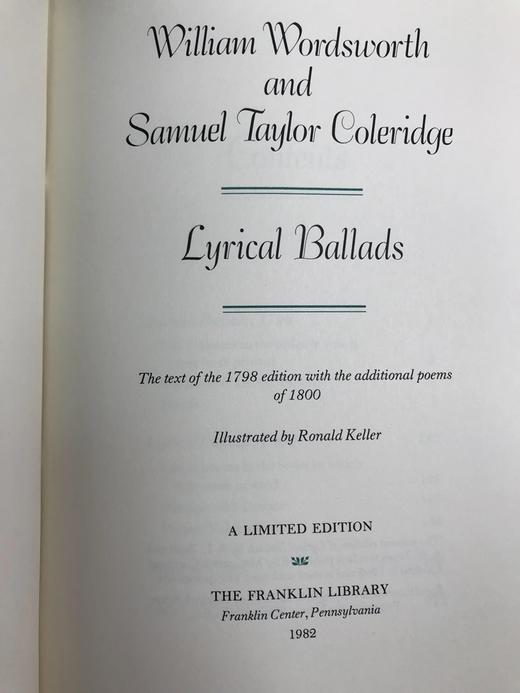 William Wordsworth
and
Samuel Taylor Coleridge
Lyrical Ballads
The text of the 1798 edition with the additional poems
of 1800
Illustrated by Ronald Keller
A LIMITED EDITION
THE FRANKLIN LIBRARY
Franklin Center, Pennsylvania
1982